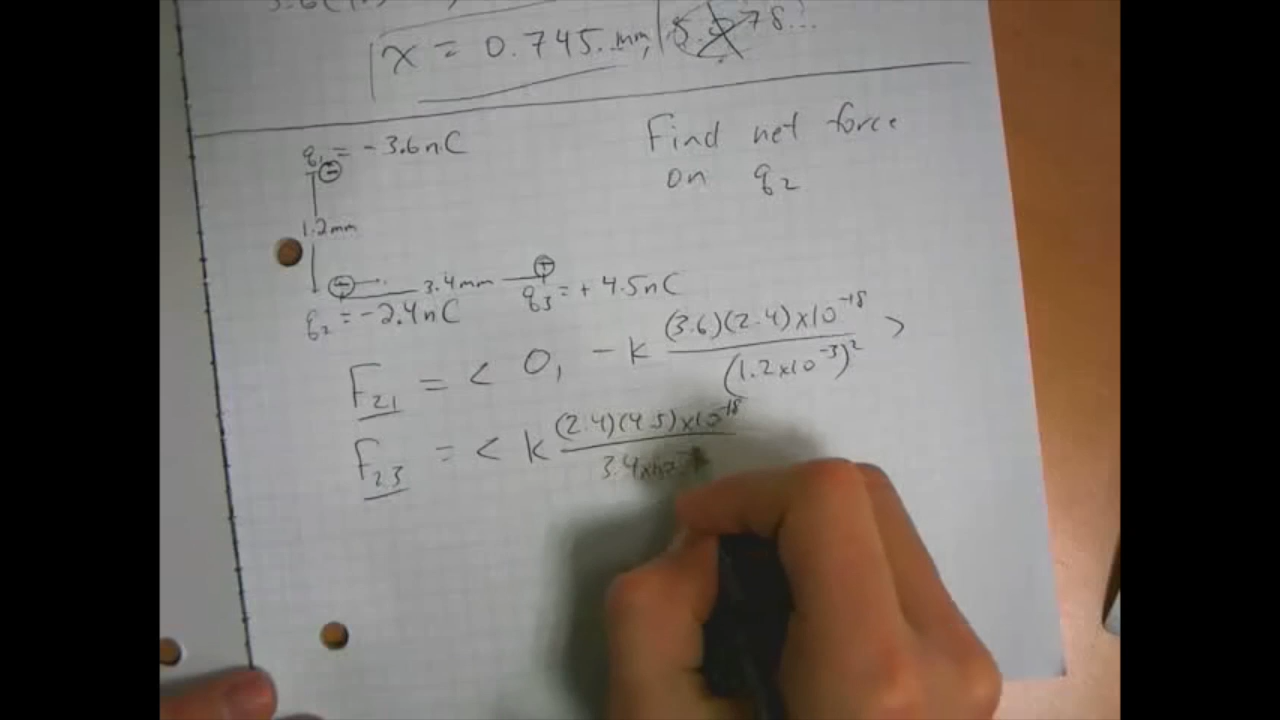 x = 0.745 mm,
q₁ = -3.6nC
Find net force
on q₂
1.2mm
3.4mm
q₃ = +4.5nC
q₂ = -2.4nC
F₂₁ = < 0, -k (3.6)(2.4)x10⁻¹⁸ / (1.2x10⁻³)² >
F₂₃ = < k (2.4)(4.5)x10⁻¹⁸ / 3.4x10